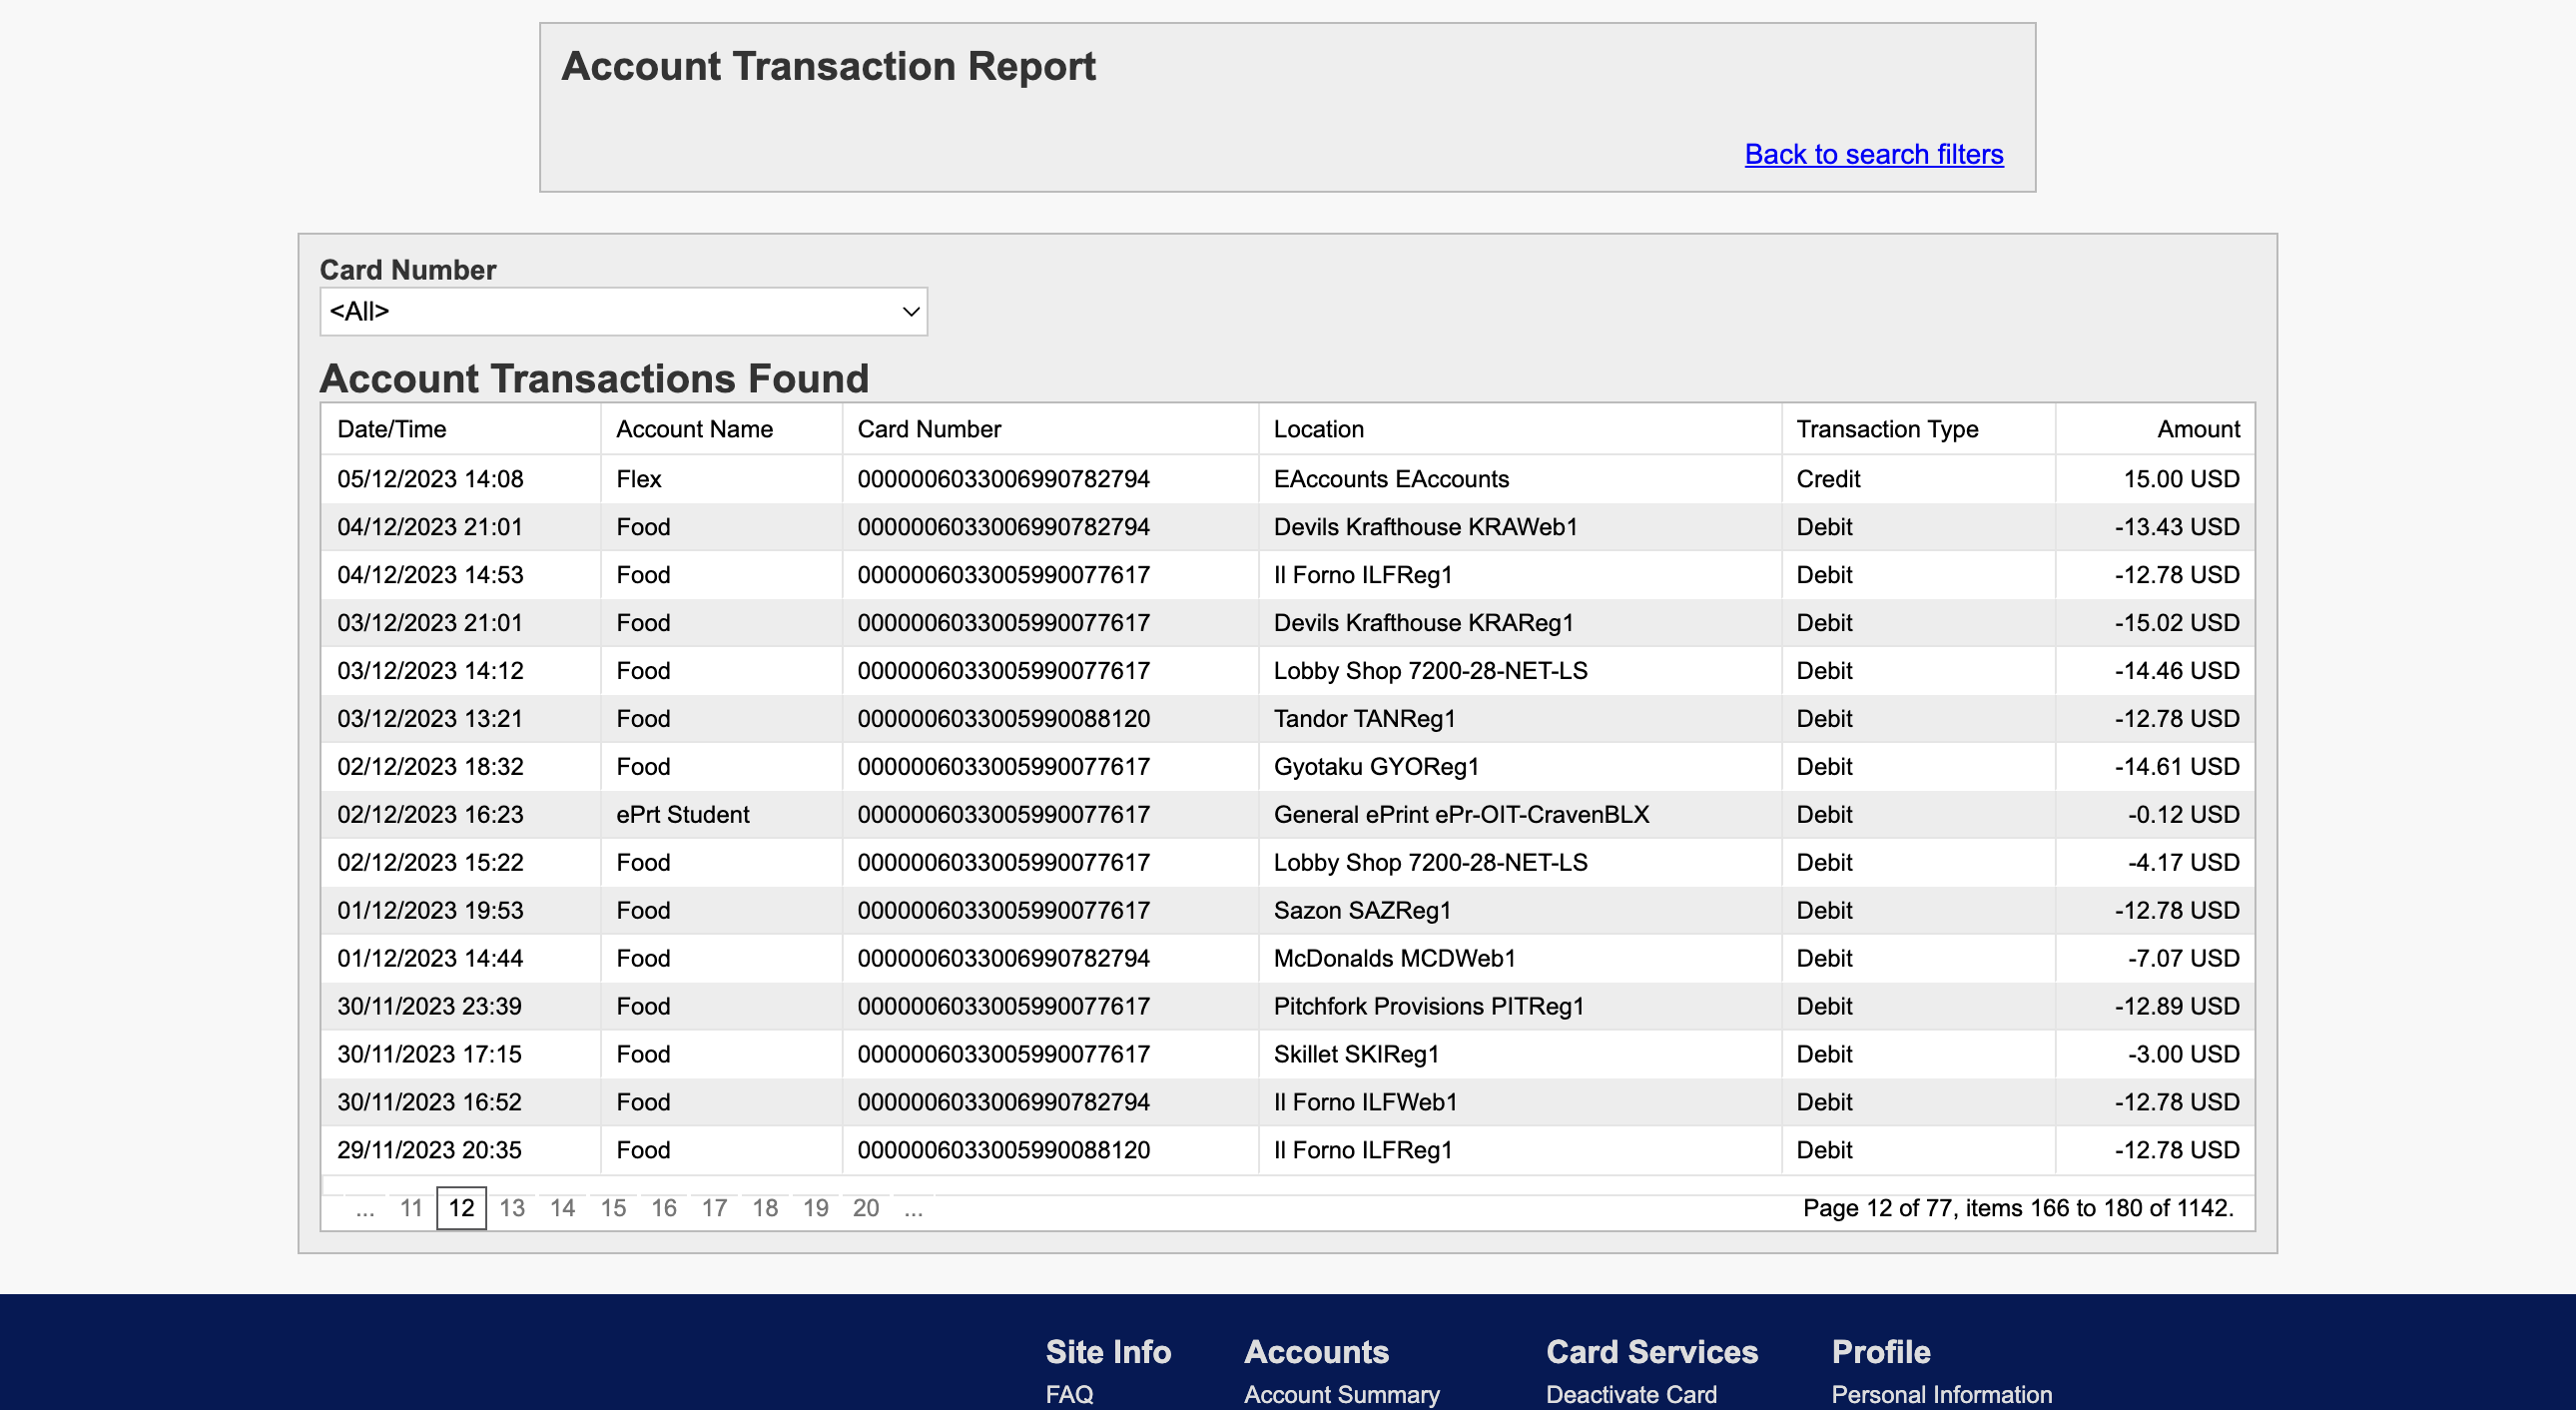 Account Transaction Report
Back to search filters
Card Number
<All>
Account Transactions Found
Date/Time Account Name Card Number Location Transaction Type Amount
05/12/2023 14:08 Flex 0000006033006990782794 EAccounts EAccounts Credit 15.00 USD
04/12/2023 21:01 Food 0000006033006990782794 Devils Krafthouse KRAWeb1 Debit -13.43 USD
04/12/2023 14:53 Food 0000006033005990077617 Il Forno ILFReg1 Debit -12.78 USD
03/12/2023 21:01 Food 0000006033005990077617 Devils Krafthouse KRAReg1 Debit -15.02 USD
03/12/2023 14:12 Food 0000006033005990077617 Lobby Shop 7200-28-NET-LS Debit -14.46 USD
03/12/2023 13:21 Food 0000006033005990088120 Tandor TANReg1 Debit -12.78 USD
02/12/2023 18:32 Food 0000006033005990077617 Gyotaku GYOReg1 Debit -14.61 USD
02/12/2023 16:23 ePrt Student 0000006033005990077617 General ePrint ePr-OIT-CravenBLX Debit -0.12 USD
02/12/2023 15:22 Food 0000006033005990077617 Lobby Shop 7200-28-NET-LS Debit -4.17 USD
01/12/2023 19:53 Food 0000006033005990077617 Sazon SAZReg1 Debit -12.78 USD
01/12/2023 14:44 Food 0000006033006990782794 McDonalds MCDWeb1 Debit -7.07 USD
30/11/2023 23:39 Food 0000006033005990077617 Pitchfork Provisions PITReg1 Debit -12.89 USD
30/11/2023 17:15 Food 0000006033005990077617 Skillet SKIReg1 Debit -3.00 USD
30/11/2023 16:52 Food 0000006033006990782794 Il Forno ILFWeb1 Debit -12.78 USD
29/11/2023 20:35 Food 0000006033005990088120 Il Forno ILFReg1 Debit -12.78 USD
... 11 12 13 14 15 16 17 18 19 20 ... Page 12 of 77, items 166 to 180 of 1142.
Site Info Accounts Card Services Profile
FAQ Account Summary Deactivate Card Personal Information